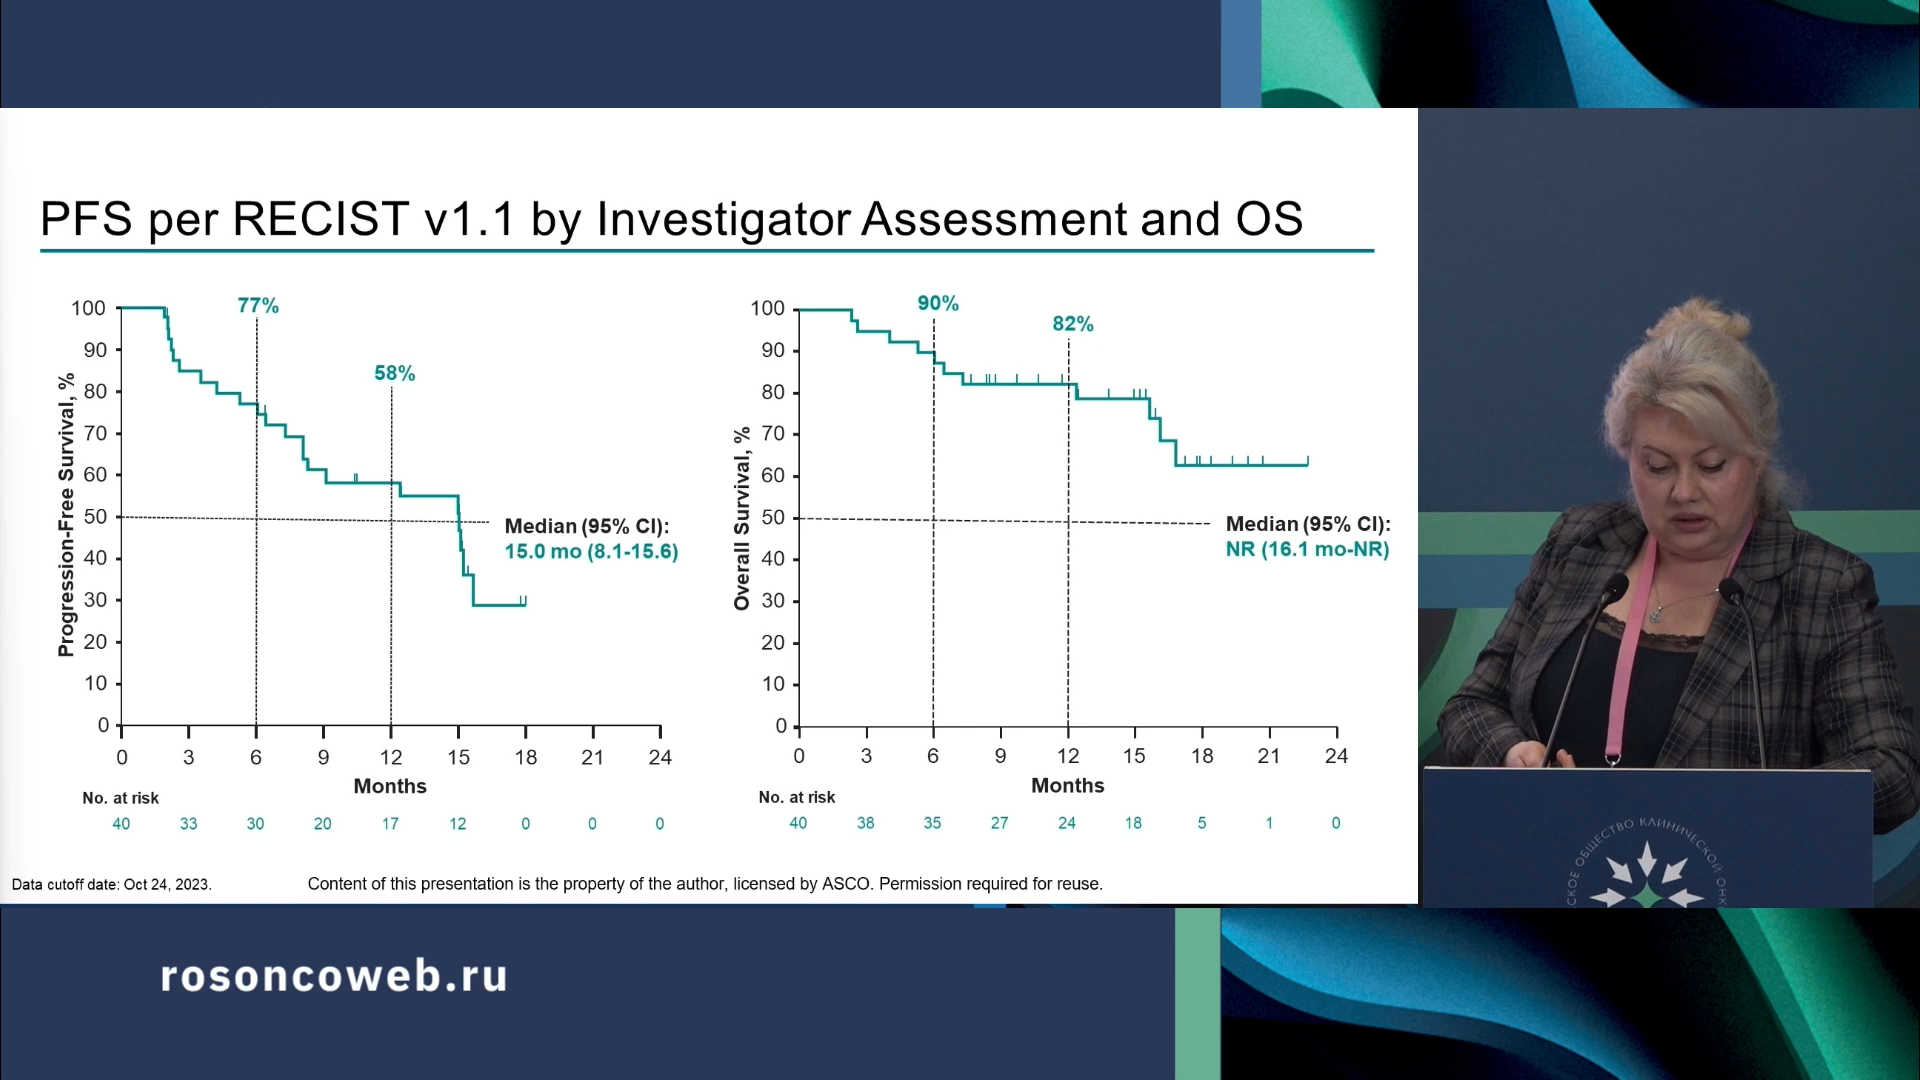 PFS per RECIST v1.1 by Investigator Assessment and OS
Progression-Free Survival, %
100
90
80
70
60
50
40
30
20
10
0
77%
58%
Median (95% CI):
15.0 mo (8.1-15.6)
0 3 6 9 12 15 18 21 24
Months
No. at risk
40 33 30 20 17 12 0 0 0
Overall Survival, %
100
90
80
70
60
50
40
30
20
10
0
90%
82%
Median (95% CI):
NR (16.1 mo-NR)
0 3 6 9 12 15 18 21 24
Months
No. at risk
40 38 35 27 24 18 5 1 0
Data cutoff date: Oct 24, 2023.
Content of this presentation is the property of the author, licensed by ASCO. Permission required for reuse.
СКОЕ ОБЩЕСТВО КЛИНИЧЕСКОЙ ОНК
rosoncoweb.ru